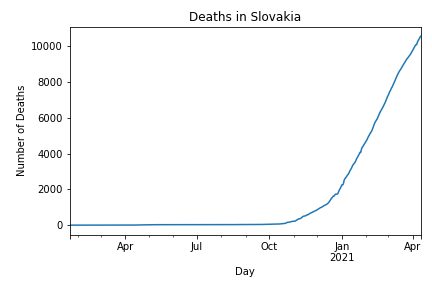 Deaths in Slovakia
Number of Deaths
10000
8000
6000
4000
2000
0
Apr
Jul
Oct
Jan
2021
Apr
Day